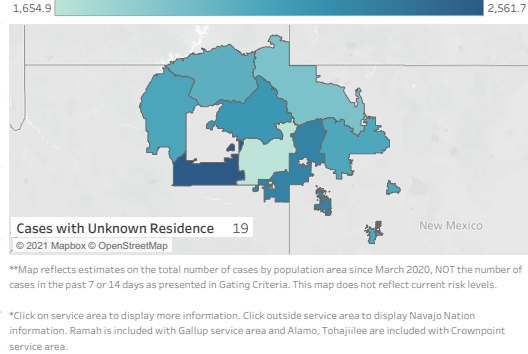 1,654.9 2,561.7
New Mexico
Cases with Unknown Residence 19
© 2021 Mapbox © OpenStreetMap
**Map reflects estimates on the total number of cases by population area since March 2020, NOT the number of
cases in the past 7 or 14 days as presented in Gating Criteria. This map does not reflect current risk levels.
*Click on service area to display more information. Click outside service area to display Navajo Nation
information. Ramah is included with Gallup service area and Alamo, Tohajiilee are included with Crownpoint
service area.